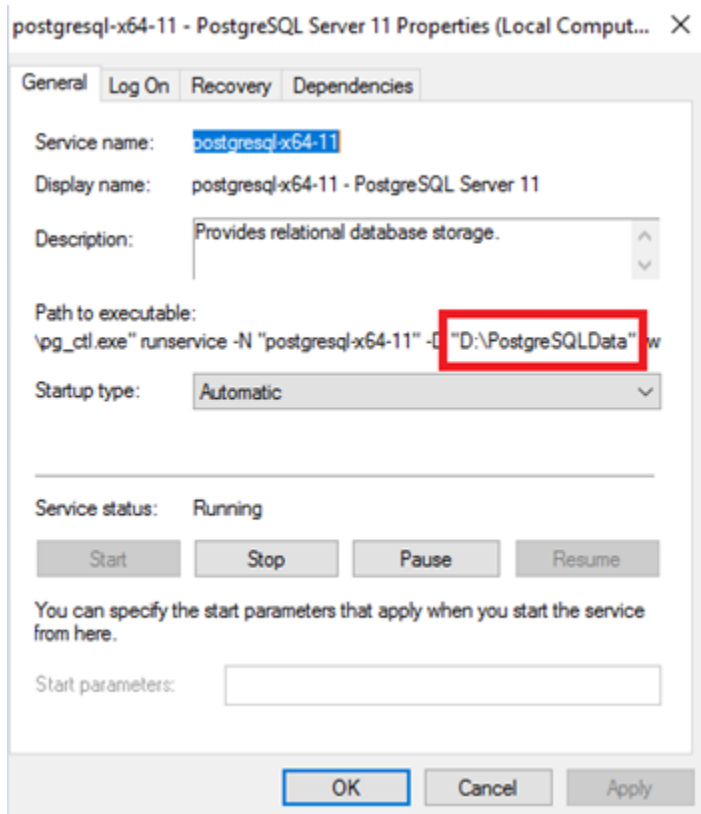 postgresql-x64-11 - PostgreSQL Server 11 Properties (Local Comput...
General Log On Recovery Dependencies
Service name: postgresql-x64-11
Display name: postgresql-x64-11 - PostgreSQL Server 11
Description: Provides relational database storage.
Path to executable:
\pg_ctl.exe" runservice -N "postgresql-x64-11" -D "D:\PostgreSQLData" w
Startup type: Automatic
Service status: Running
Start Stop Pause Resume
You can specify the start parameters that apply when you start the service
from here.
Start parameters:
OK Cancel Apply